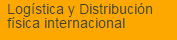 Logística y Distribución
física internacional